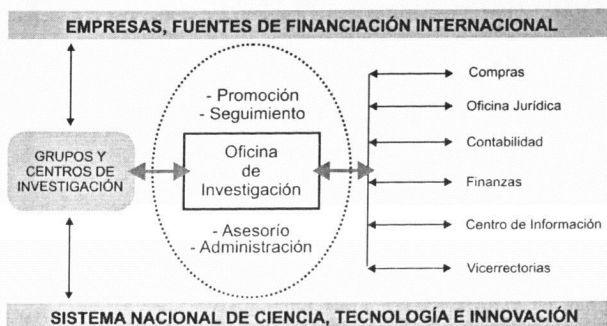 EMPRESAS, FUENTES DE FINANCIACIÓN INTERNACIONAL
- Promoción
- Seguimiento
GRUPOS Y
CENTROS DE
INVESTIGACIÓN
Oficina
de
Investigación
- Asesorío
- Administración
Compras
Oficina Jurídica
Contabilidad
Finanzas
Centro de Información
Vicerrectorias
SISTEMA NACIONAL DE CIENCIA, TECNOLOGÍA E INNOVACIÓN